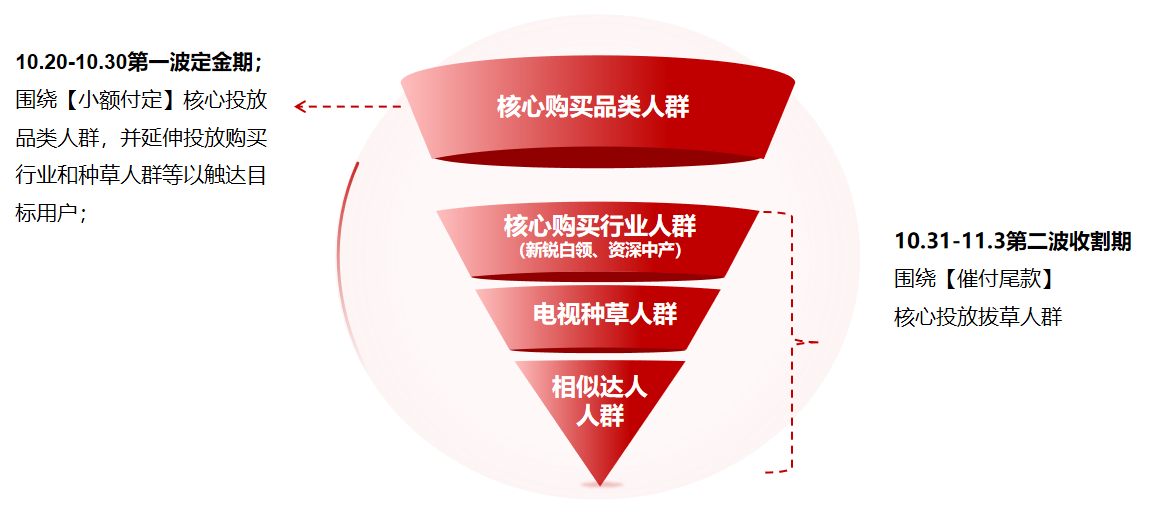 10.20-10.30第一波定金期；
围绕【小额付定】核心投放
品类人群，并延伸投放购买
行业和种草人群等以触达目
标用户；
核心购买品类人群
核心购买行业人群
（新锐白领、资深中产）
电视种草人群
相似达人
人群
10.31-11.3第二波收割期
围绕【催付尾款】
核心投放拔草人群